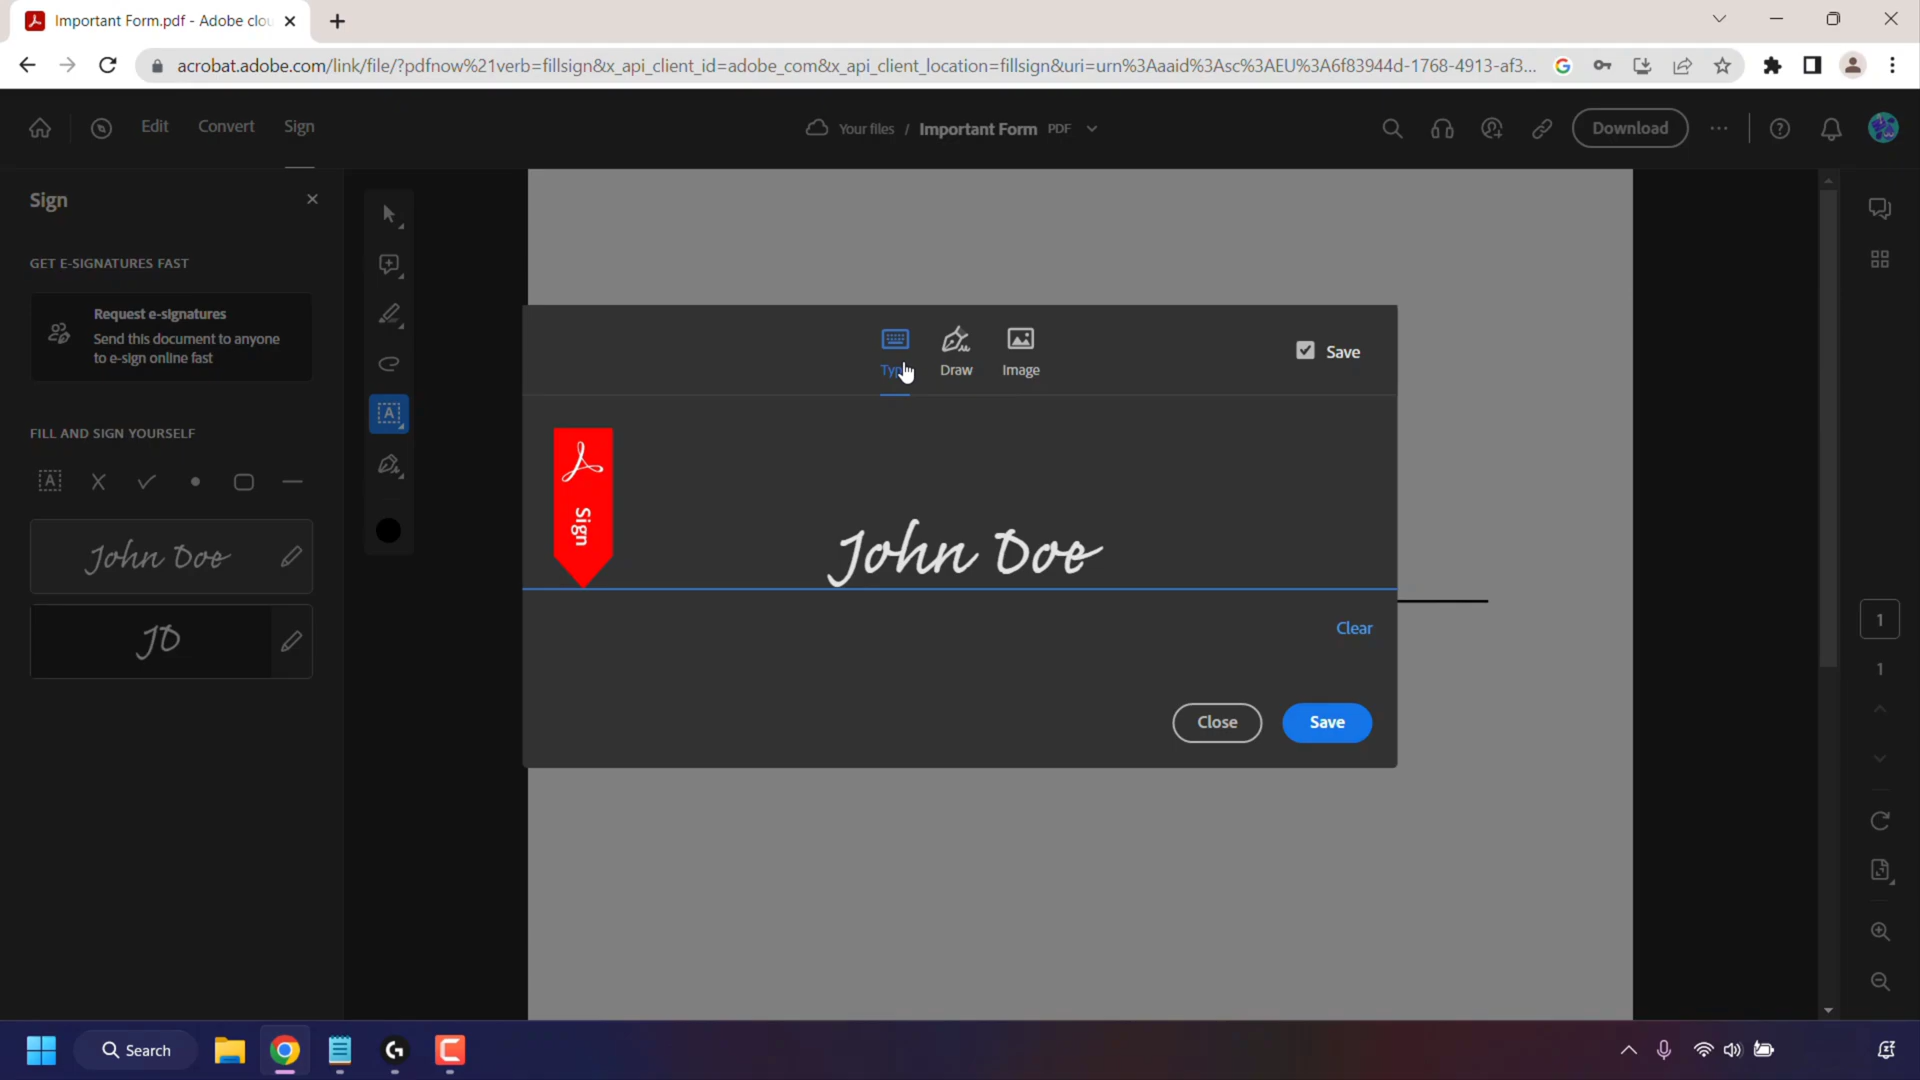 Important Form.pdf - Adobe clou
acrobat.adobe.com/link/file/?pdfnow%21verb=fillsign&x_api_client_id=adobe_com&x_api_client_location=fillsign&uri=urn%3Aaaid%3Asc%3AEU%3A6f83944d-1768-4913-af3...
Edit Convert Sign
Your files / Important Form PDF
Download
Sign
GET E-SIGNATURES FAST
Request e-signatures
Send this document to anyone
to e-sign online fast
FILL AND SIGN YOURSELF
John Doe
JD
Type Draw Image
Save
Sign
John Doe
Clear
Close Save
1
1
Search